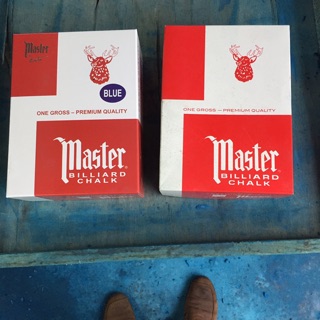 Master
BLUE
ONE GROSS – PREMIUM QUALITY
Master
BILLIARD
CHALK
ONE GROSS – PREMIUM QUALITY
Master
BILLIARD
CHALK